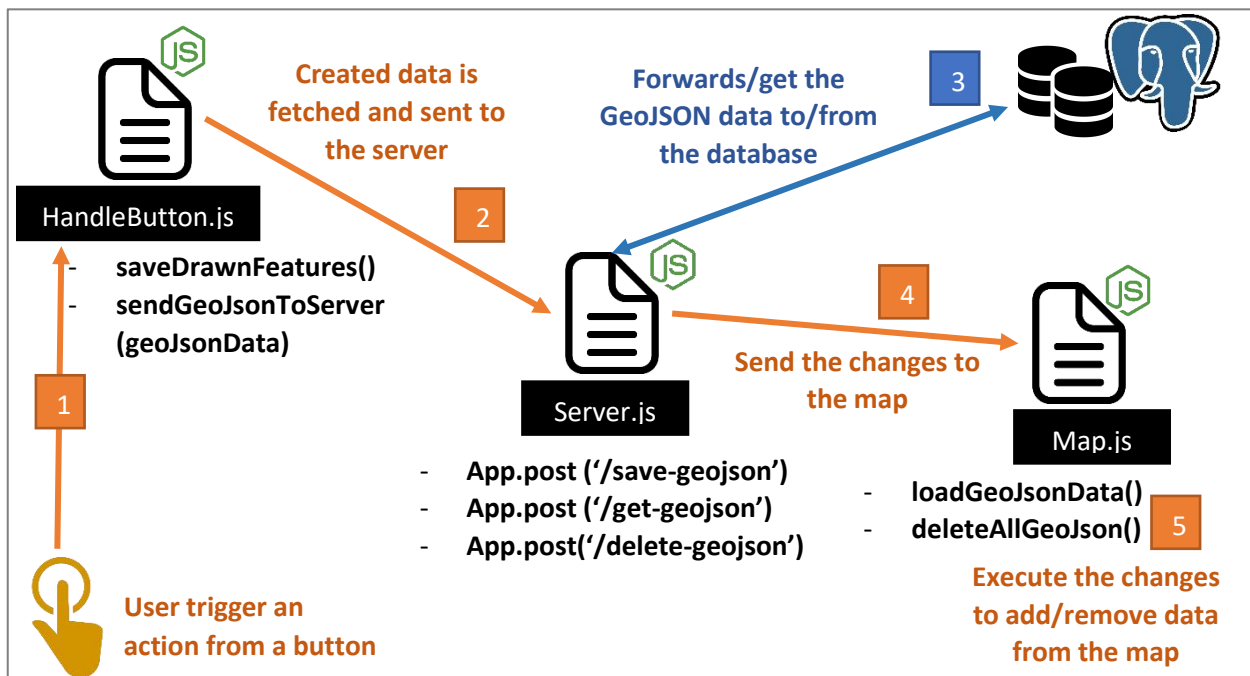 JS
HandleButton.js
- saveDrawnFeatures()
- sendGeoJsonToServer
(geoJsonData)
1
User trigger an
action from a button
Created data is
fetched and sent to
the server
2
Forwards/get the
GeoJSON data to/from
the database
3
JS
Server.js
- App.post (‘/save-geojson’)
- App.post (‘/get-geojson’)
- App.post(‘/delete-geojson’)
4
Send the changes to
the map
JS
Map.js
- loadGeoJsonData()
- deleteAllGeoJson()
5
Execute the changes
to add/remove data
from the map